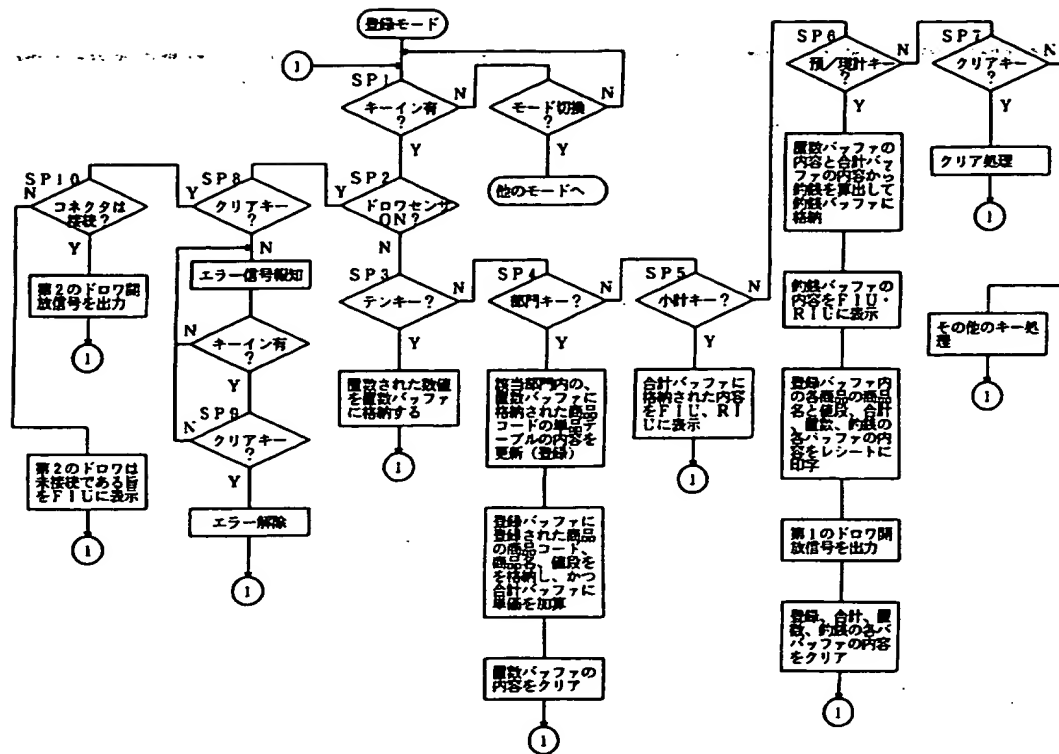 登録モード
1
SP1
キーイン有
?
N
Y
モード切換
?
N
Y
他のモードへ
SP2
ドロワセンサ
ON?
Y
N
SP8
クリアキー
?
Y
N
SP10
コネクタは
接続?
N
Y
第2のドロワ開
放信号を出力
1
第2のドロワは
未接続である旨
をFIUに表示
1
エラー信号報知
キーイン有
?
N
Y
SP9
クリアキー
?
N
Y
エラー解除
1
SP3
テンキー?
N
Y
置数された数値
を置数バッファ
に格納する
1
SP4
部門キー?
N
Y
該当部門内の、
置数バッファに
格納された商品
コードの単品テ
ーブルの内容を
更新(登録)
登録バッファに
登録された商品
の商品コード、
商品名、値段を
を格納し、かつ
合計バッファに
単価を加算
置数バッファの
内容をクリア
1
SP5
小計キー?
N
Y
合計バッファに
格納された内容
をFIU、RI
Uに表示
1
SP6
預/現計キー
?
N
Y
置数バッファの
内容と合計バッ
ファの内容から
釣銭を算出して
釣銭バッファに
格納
釣銭バッファの
内容をFIU・
RIUに表示
登録バッファ内
の各商品の商品
名と値段、合計
、置数、釣銭の
各バッファの内
容をレシートに
印字
第1のドロワ開
放信号を出力
登録、合計、置
数、釣銭の各バ
バッファの内容
をクリア
1
SP7
クリアキー
?
N
Y
クリア処理
1
その他のキー処
理
1